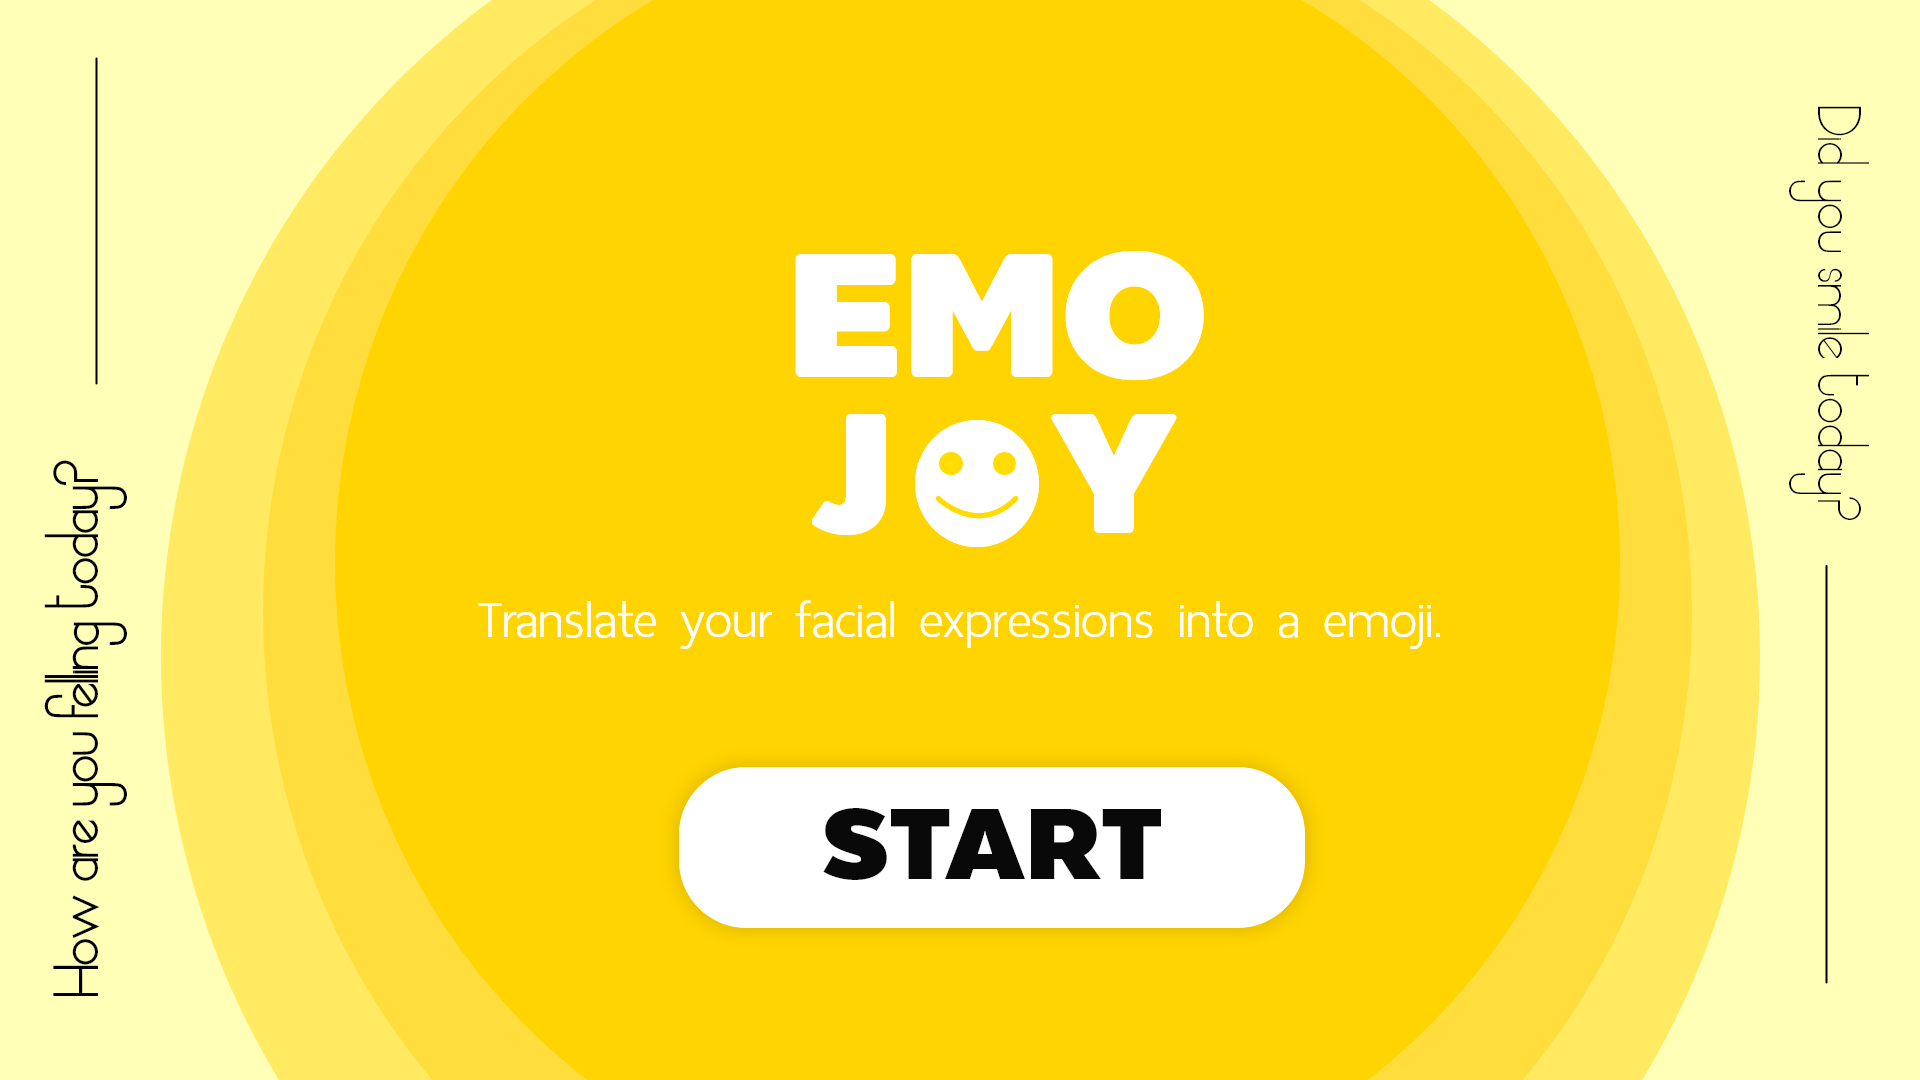 How are you felling today?
EMO
JOY
Translate your facial expressions into a emoji.
START
Did you smile today?